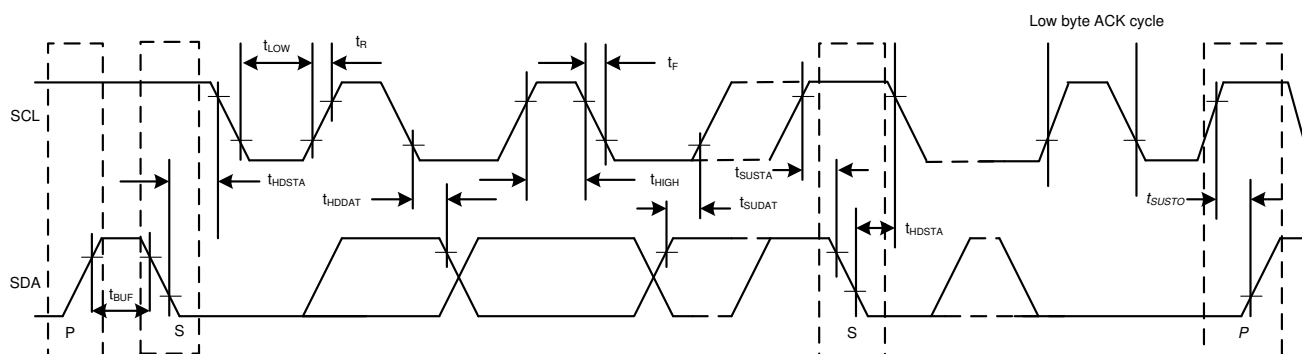 Low byte ACK cycle
tLOW
tR
tF
SCL
tHDSTA
tHDDAT
tHIGH
tSUSTA
tSUDAT
tSUSTO
tHDSTA
SDA
tBUF
P
S
S
P